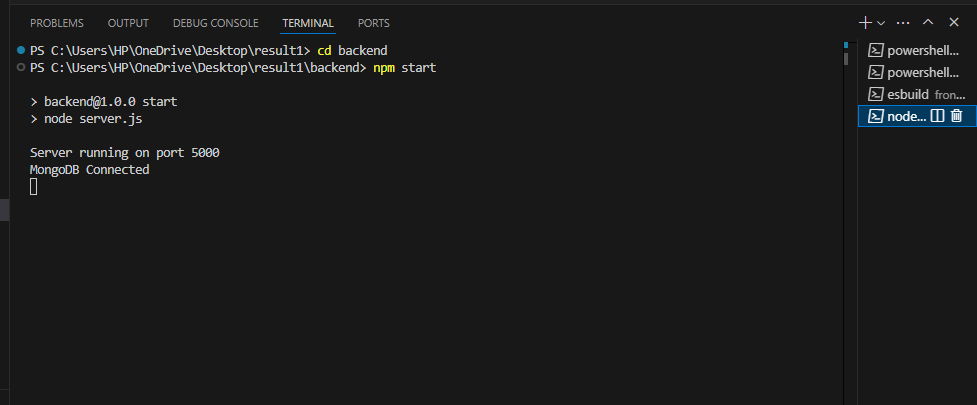 PROBLEMS OUTPUT DEBUG CONSOLE TERMINAL PORTS
PS C:\Users\HP\OneDrive\Desktop\result1> cd backend
PS C:\Users\HP\OneDrive\Desktop\result1\backend> npm start
> backend@1.0.0 start
> node server.js
Server running on port 5000
MongoDB Connected
powershell...
powershell...
esbuild fron...
node...